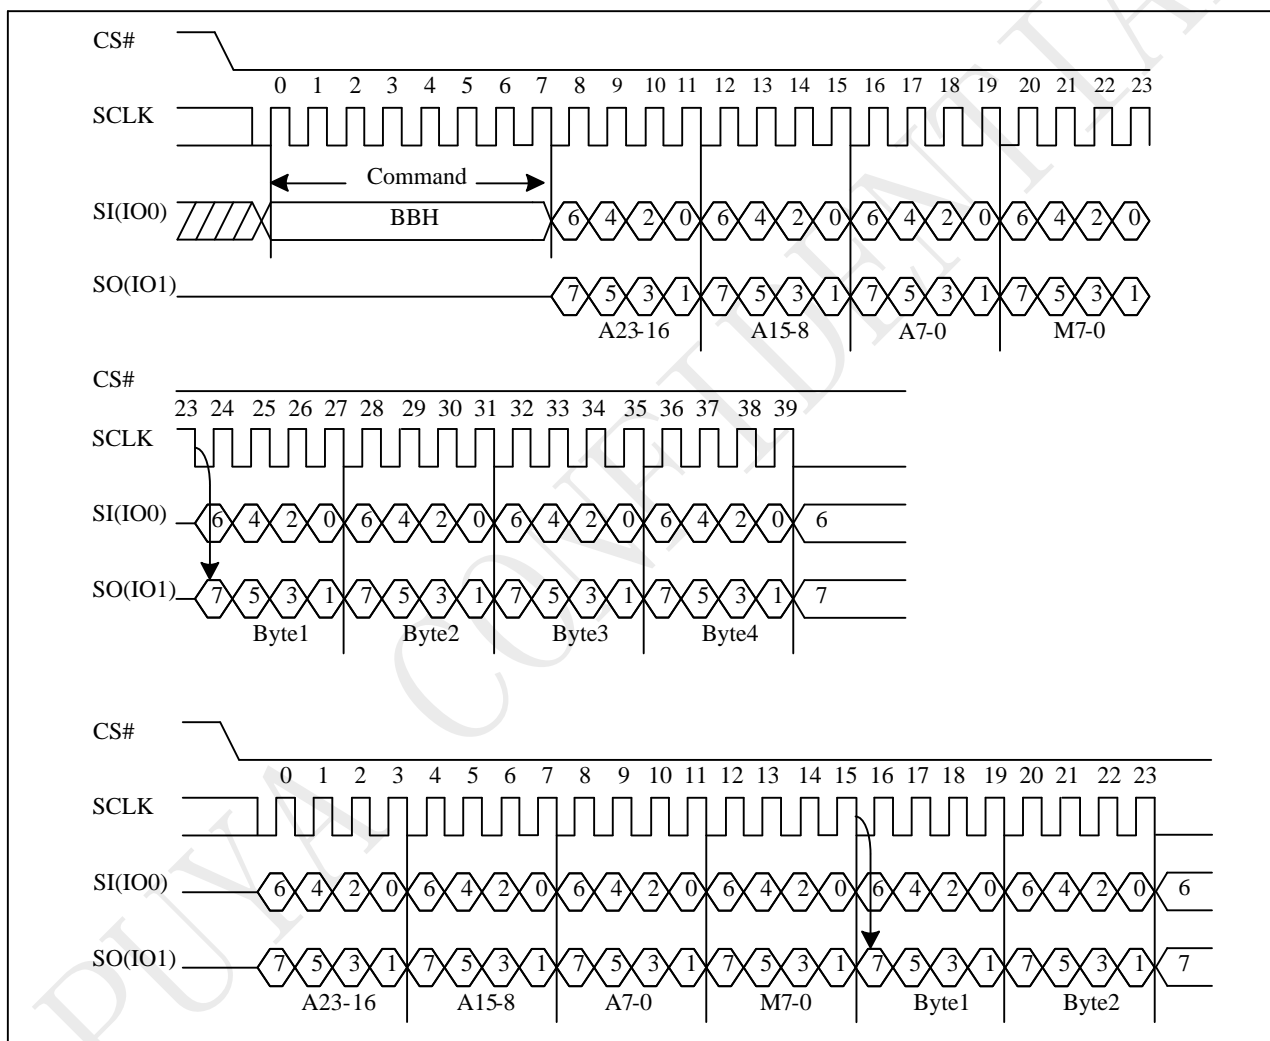 CS#
0 1 2 3 4 5 6 7 8 9 10 11 12 13 14 15 16 17 18 19 20 21 22 23
SCLK
Command
SI(IO0) BBH 6 4 2 0 6 4 2 0 6 4 2 0 6 4 2 0
SO(IO1) 7 5 3 1 7 5 3 1 7 5 3 1 7 5 3 1
A23-16 A15-8 A7-0 M7-0
CS#
23 24 25 26 27 28 29 30 31 32 33 34 35 36 37 38 39
SCLK
SI(IO0) 6 4 2 0 6 4 2 0 6 4 2 0 6 4 2 0 6
SO(IO1) 7 5 3 1 7 5 3 1 7 5 3 1 7 5 3 1 7
Byte1 Byte2 Byte3 Byte4
CS#
0 1 2 3 4 5 6 7 8 9 10 11 12 13 14 15 16 17 18 19 20 21 22 23
SCLK
SI(IO0) 6 4 2 0 6 4 2 0 6 4 2 0 6 4 2 0 6 4 2 0 6 4 2 0 6
SO(IO1) 7 5 3 1 7 5 3 1 7 5 3 1 7 5 3 1 7 5 3 1 7 5 3 1 7
A23-16 A15-8 A7-0 M7-0 Byte1 Byte2
PUYA CONFIDENTIA